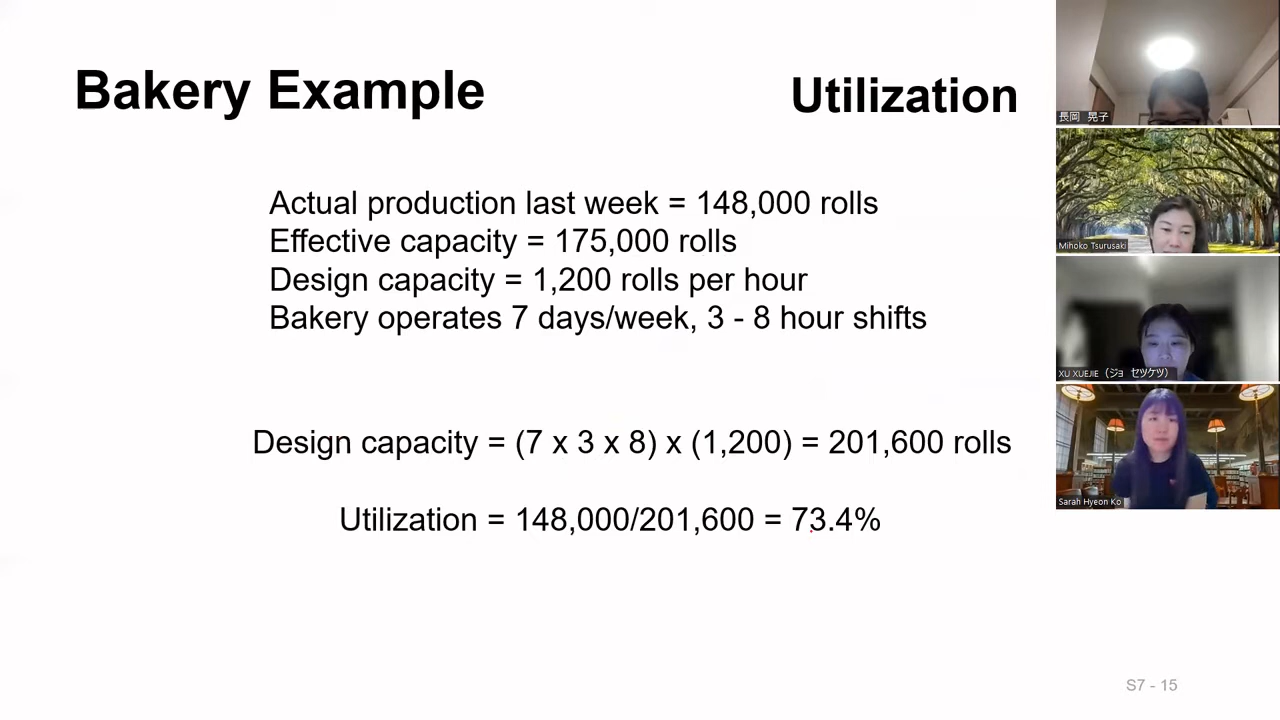 Bakery Example
Utilization
Actual production last week = 148,000 rolls
Effective capacity = 175,000 rolls
Design capacity = 1,200 rolls per hour
Bakery operates 7 days/week, 3 - 8 hour shifts
Design capacity = (7 x 3 x 8) x (1,200) = 201,600 rolls
Utilization = 148,000/201,600 = 73.4%
S7 - 15
長岡 晃子
Mihoko Tsurusaki
XU XUEJIE（ジョ セツケツ）
Sarah Hyeon Ko